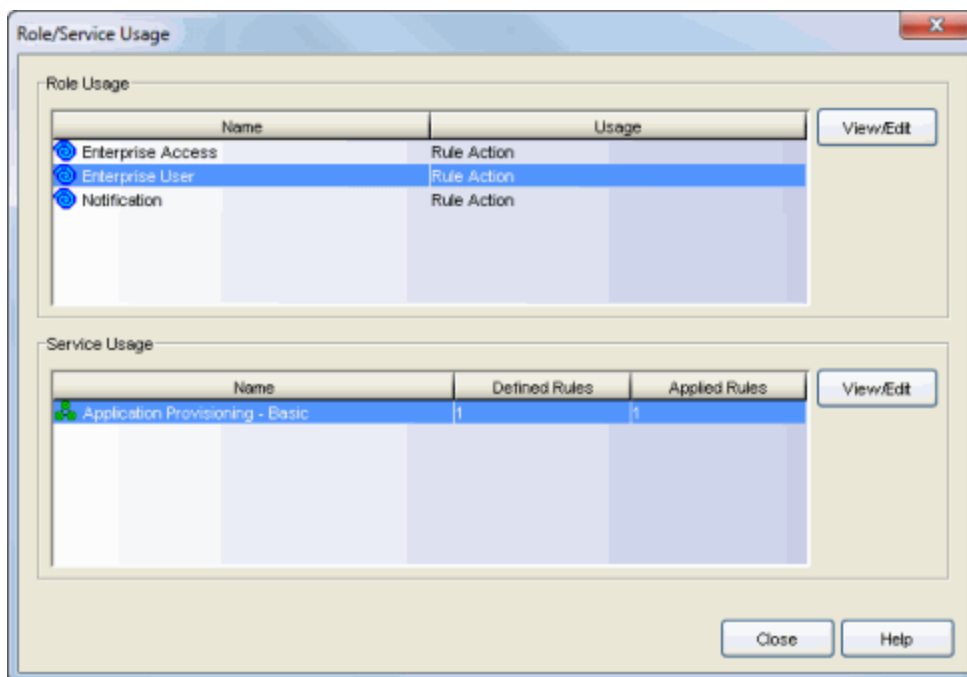 Role/Service Usage
Role Usage
Name Usage
View/Edit
Enterprise Access Rule Action
Enterprise User Rule Action
Notification Rule Action
Service Usage
Name Defined Rules Applied Rules
View/Edit
Application Provisioning - Basic 1 1
Close Help